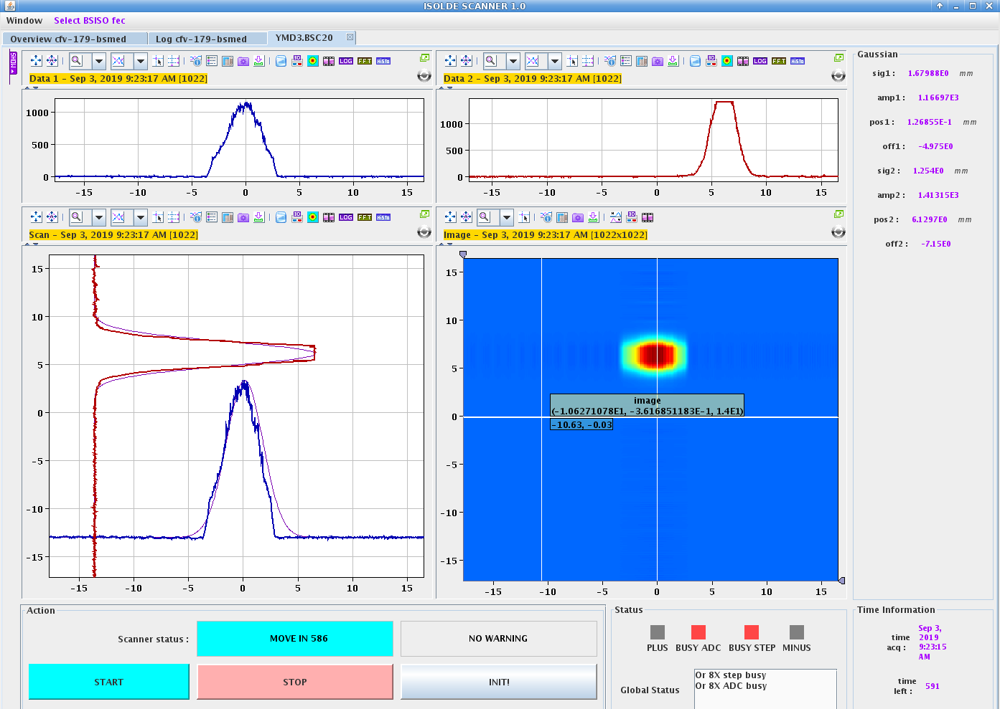 ISOLDE SCANNER 1.0
Window Select BSISO fec
Overview cfv-179-bsmed Log cfv-179-bsmed YMD3.BSC20
SHOW
LOG FFT HISTO
Data 1 - Sep 3, 2019 9:23:17 AM [1022]
1000
500
0
-15 -10 -5 0 5 10 15
LOG FFT HISTO
Data 2 - Sep 3, 2019 9:23:17 AM [1022]
1000
500
0
-15 -10 -5 0 5 10 15
LOG FFT HISTO
Scan - Sep 3, 2019 9:23:17 AM [1022]
15
10
5
0
-5
-10
-15
-15 -10 -5 0 5 10 15
Image - Sep 3, 2019 9:23:17 AM [1022x1022]
15
10
5
0
-5
-10
-15
image
(-1.06271078E1, -3.616851183E-1, 1.4E1)
-10.63, -0.03
-15 -10 -5 0 5 10 15
Gaussian
sig1 : 1.67988E0 mm
amp1 : 1.16697E3
pos1 : 1.26855E-1 mm
off1 : -4.975E0
sig2 : 1.254E0 mm
amp2 : 1.41315E3
pos2 : 6.1297E0 mm
off2 : -7.15E0
Action
Scanner status : MOVE IN 586 NO WARNING
START STOP INIT!
Status
PLUS BUSY ADC BUSY STEP MINUS
Global Status
Or 8X step busy
Or 8X ADC busy
Time Information
time acq : Sep 3, 2019 9:23:15 AM
time left : 591